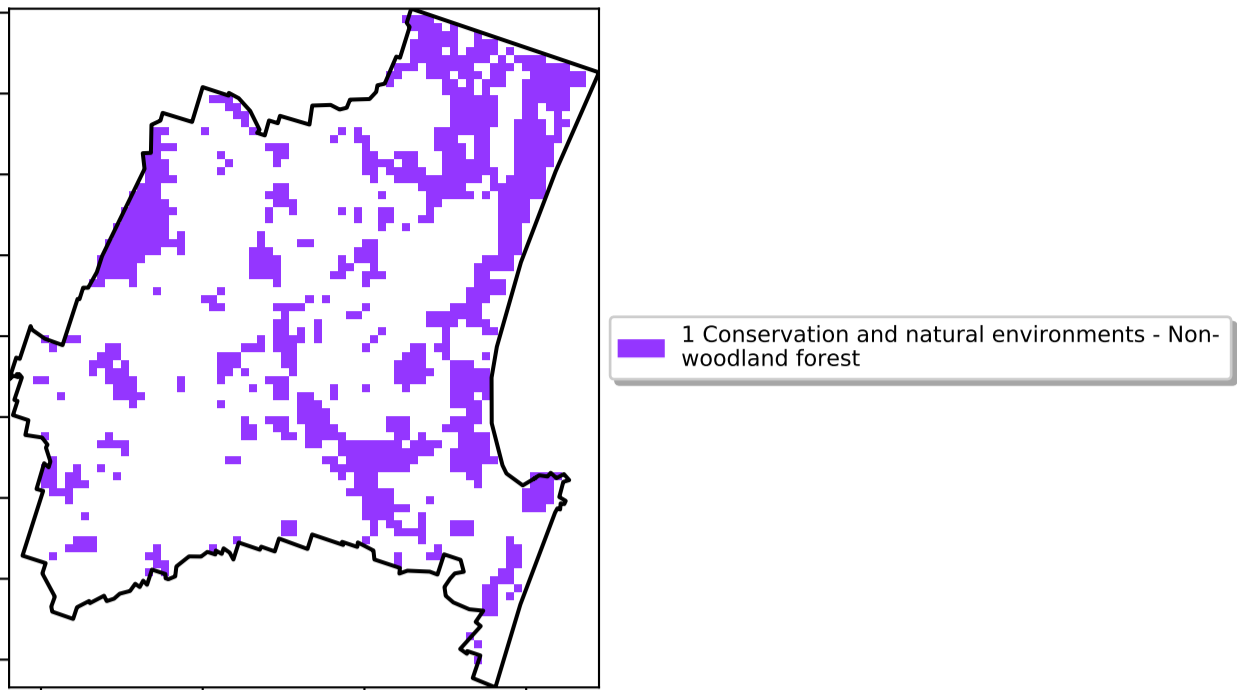 1 Conservation and natural environments - Non-
woodland forest